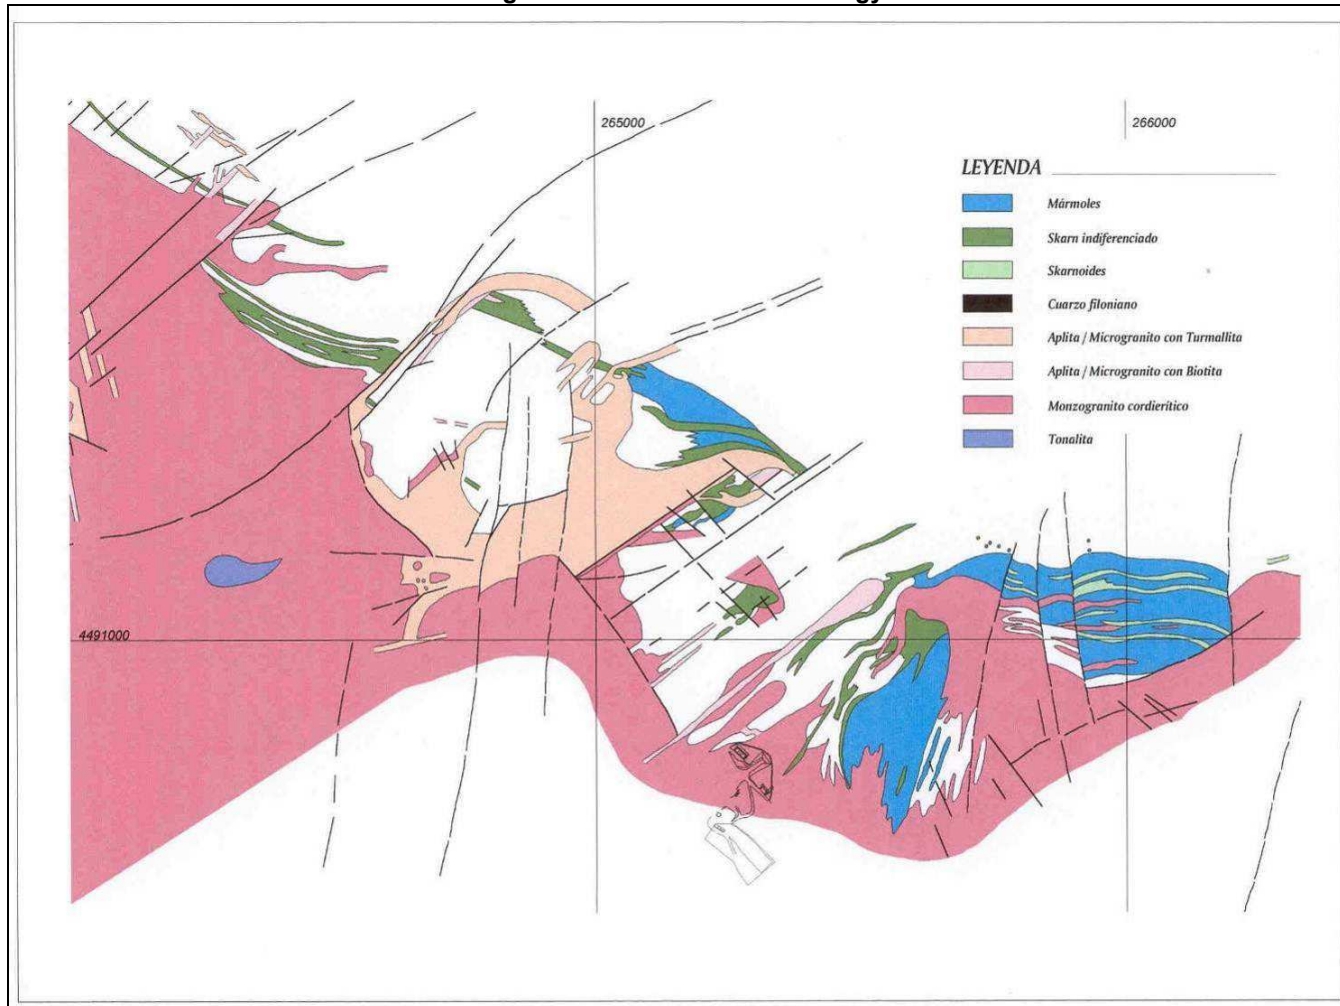 265000
266000
LEYENDA
Mármoles
Skarn indiferenciado
Skarnoides
Cuarzo filoniano
Aplita / Microgranito con Turmallita
Aplita / Microgranito con Biotita
Monzogranito cordierítico
Tonalita
4491000